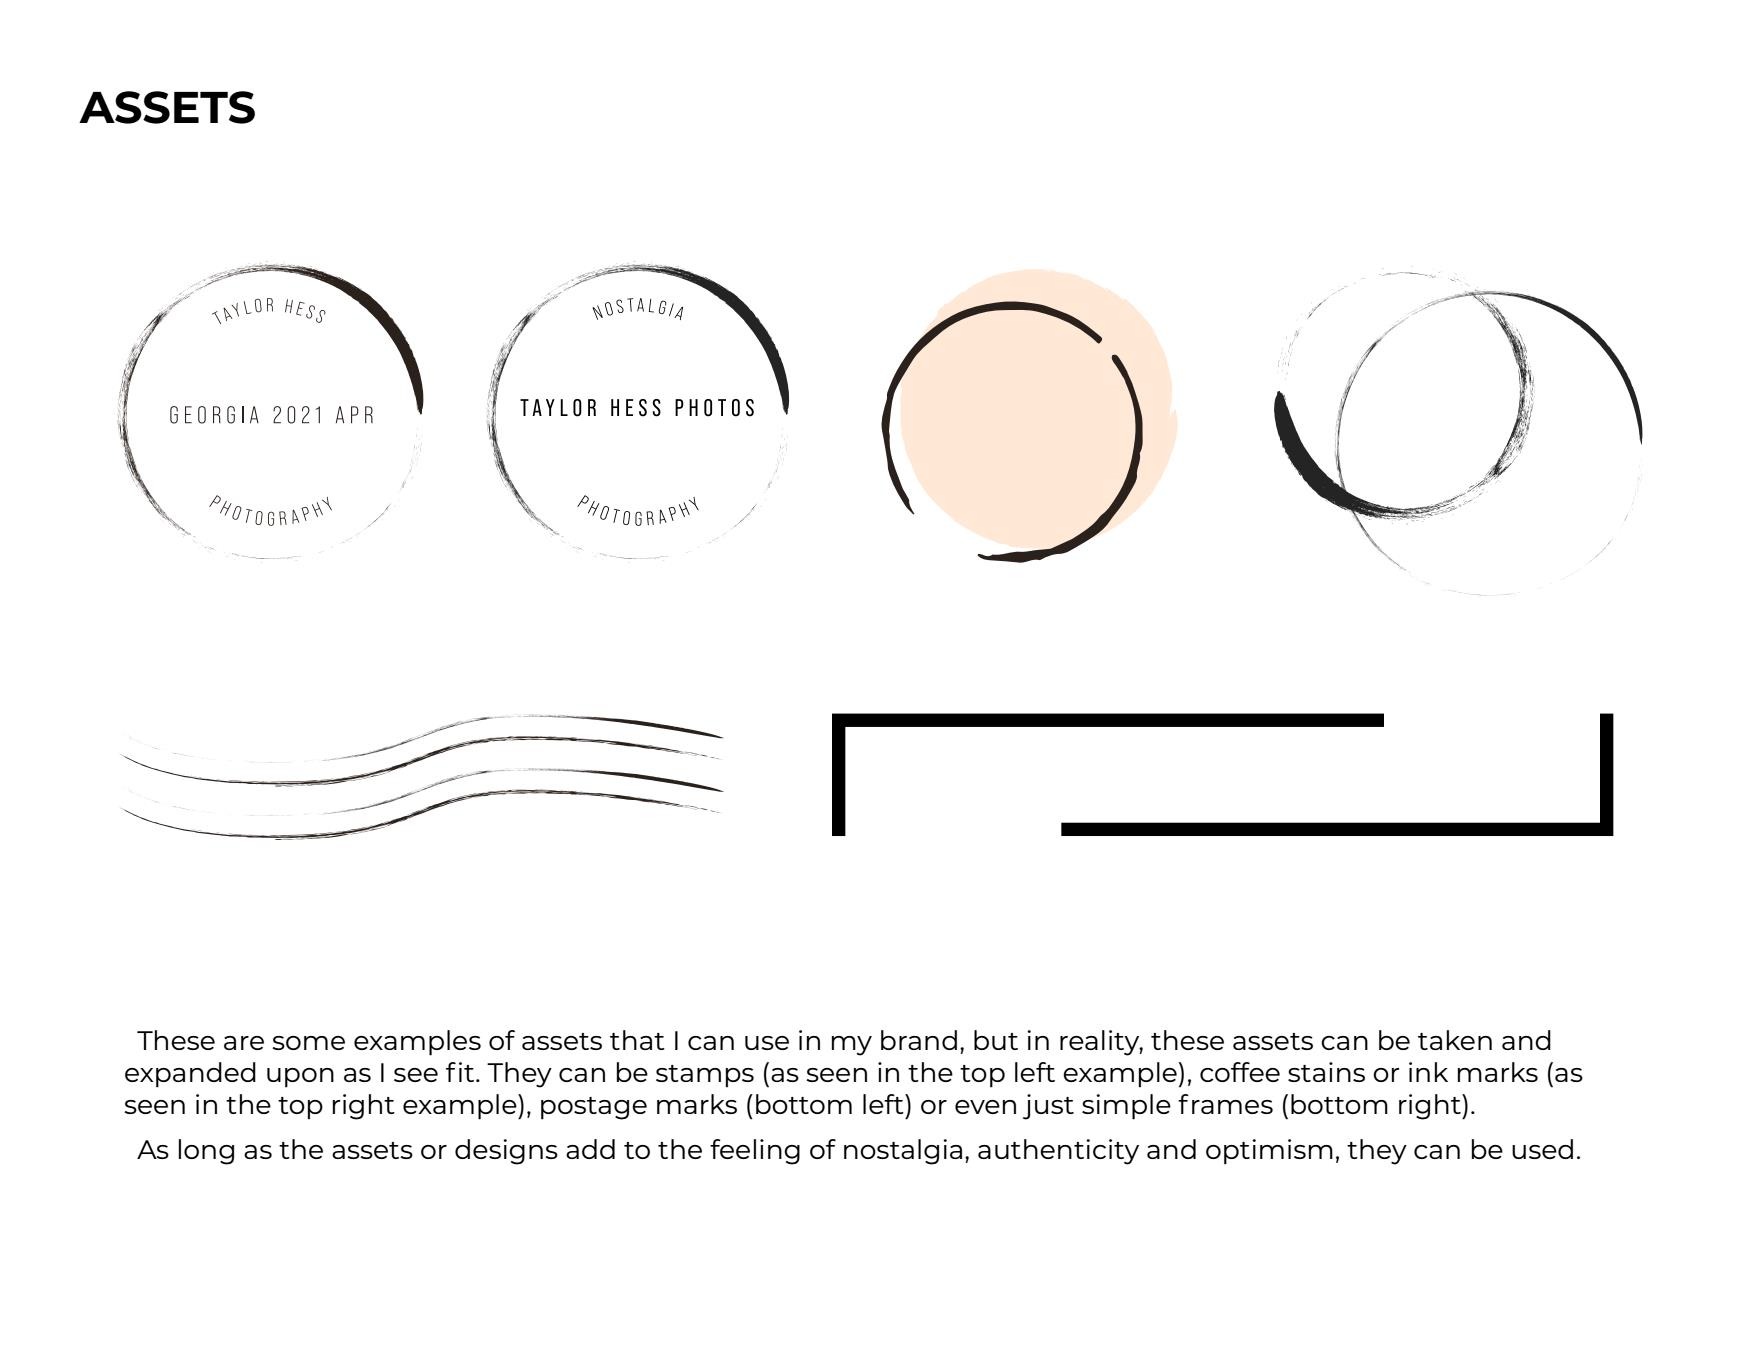 ASSETS
TAYLOR HESS
GEORGIA 2021 APR
PHOTOGRAPHY
NOSTALGIA
TAYLOR HESS PHOTOS
PHOTOGRAPHY
These are some examples of assets that I can use in my brand, but in reality, these assets can be taken and
expanded upon as I see fit. They can be stamps (as seen in the top left example), coffee stains or ink marks (as
seen in the top right example), postage marks (bottom left) or even just simple frames (bottom right).
As long as the assets or designs add to the feeling of nostalgia, authenticity and optimism, they can be used.